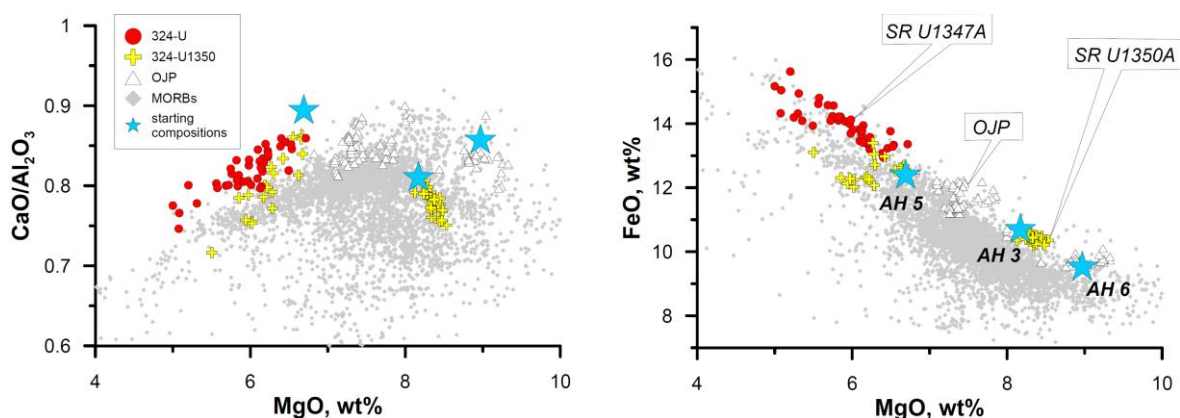 1
0.9
0.8
0.7
0.6
CaO/Al₂O₃
4
6
8
10
MgO, wt%
324-U
324-U1350
OJP
MORBs
starting
compositions
16
14
12
10
8
FeO, wt%
4
6
8
10
MgO, wt%
SR U1347A
SR U1350A
OJP
AH 5
AH 3
AH 6